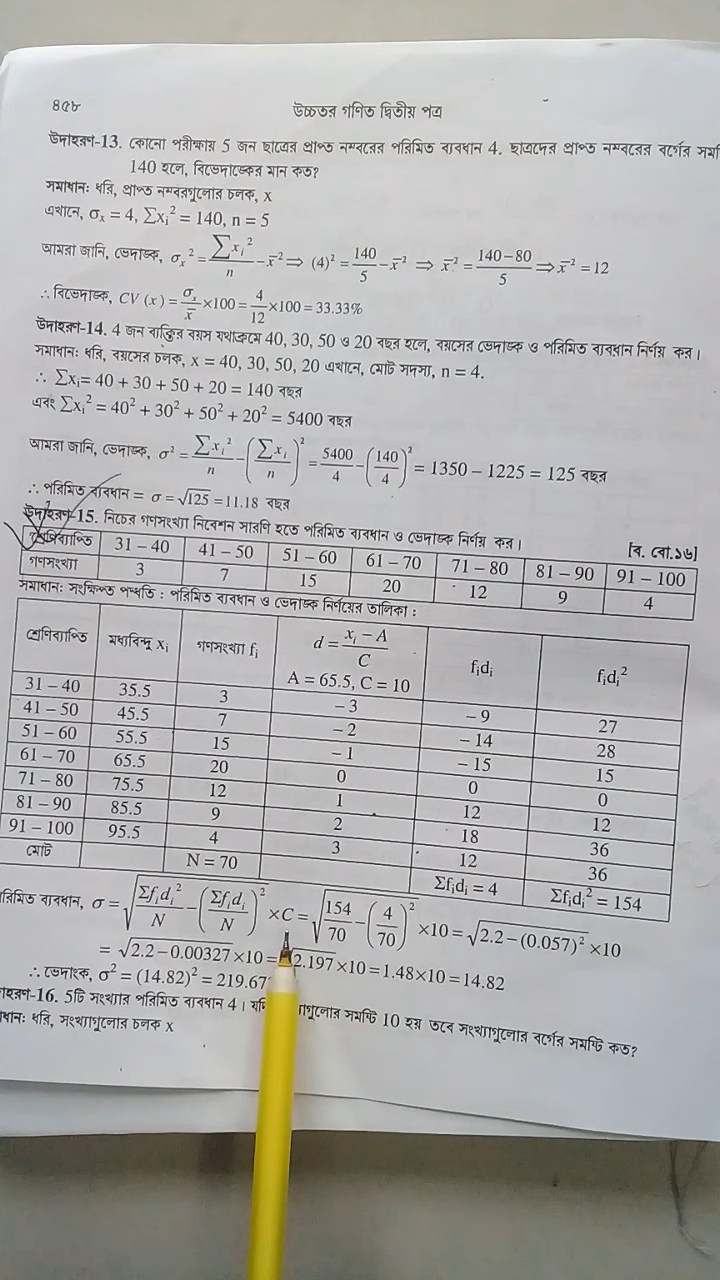 ৪৫৮
উচ্চতর গণিত দ্বিতীয় পত্র
উদাহরণ-13. কোনো পরীক্ষায় 5 জন ছাত্রের প্রাপ্ত নম্বরের পরিমিত ব্যবধান 4. ছাত্রদের প্রাপ্ত নম্বরের বর্গের সমষ্টি
140 হলে, বিভেদাঙ্কের মান কত?
সমাধানঃ ধরি, প্রাপ্ত নম্বরগুলোর চলক, x
এখানে, σₓ = 4, ∑xᵢ² = 140, n = 5
আমরা জানি, ভেদাঙ্ক, σₓ² = ∑xᵢ²/n − x̄² ⇒ (4)² = 140/5 − x̄² ⇒ x̄² = (140−80)/5 ⇒ x̄² = 12
∴ বিভেদাঙ্ক, CV (x) = σₓ/x̄ ×100 = 4/12 ×100 = 33.33%
উদাহরণ-14. 4 জন ব্যক্তির বয়স যথাক্রমে 40, 30, 50 ও 20 বছর হলে, বয়সের ভেদাঙ্ক ও পরিমিত ব্যবধান নির্ণয় কর।
সমাধানঃ ধরি, বয়সের চলক, x = 40, 30, 50, 20 এখানে, মোট সদস্য, n = 4.
∴ ∑xᵢ= 40 + 30 + 50 + 20 = 140 বছর
এবং ∑xᵢ² = 40² + 30² + 50² + 20² = 5400 বছর
আমরা জানি, ভেদাঙ্ক, σ² = ∑xᵢ²/n − (∑xᵢ/n)² = 5400/4 − (140/4)² = 1350 − 1225 = 125 বছর
∴ পরিমিত ব্যবধান = σ = √125 = 11.18 বছর
উদাহরণ-15. নিচের গণসংখ্যা নিবেশন সারণি হতে পরিমিত ব্যবধান ও ভেদাঙ্ক নির্ণয় কর। [ব. বো.১৬]
শ্রেণিব্যাপ্তি 31 – 40 41 – 50 51 – 60 61 – 70 71 – 80 81 – 90 91 – 100
গণসংখ্যা 3 7 15 20 12 9 4
সমাধানঃ সংক্ষিপ্ত পদ্ধতি : পরিমিত ব্যবধান ও ভেদাঙ্ক নির্ণয়ের তালিকা :
শ্রেণিব্যাপ্তি মধ্যবিন্দু xᵢ গণসংখ্যা fᵢ d = (xᵢ − A)/C A = 65.5, C = 10 fᵢdᵢ fᵢdᵢ²
31 – 40 35.5 3 – 3 – 9 27
41 – 50 45.5 7 – 2 – 14 28
51 – 60 55.5 15 – 1 – 15 15
61 – 70 65.5 20 0 0 0
71 – 80 75.5 12 1 12 12
81 – 90 85.5 9 2 18 36
91 – 100 95.5 4 3 12 36
মোট N = 70 Σfᵢdᵢ = 4 Σfᵢdᵢ² = 154
রিমিত ব্যবধান, σ = √(Σfᵢdᵢ²/N − (Σfᵢdᵢ/N)²) ×C = √(154/70 − (4/70)²) ×10 = √(2.2−(0.057)²) ×10
= √(2.2−0.00327) ×10 = √2.197 ×10 = 1.48×10 = 14.82
∴ ভেদাংক, σ² = (14.82)² = 219.67
হরণ-16. 5টি সংখ্যার পরিমিত ব্যবধান 4। যদি গুলোর সমষ্টি 10 হয় তবে সংখ্যাগুলোর বর্গের সমষ্টি কত?
ধানঃ ধরি, সংখ্যাগুলোর চলক x